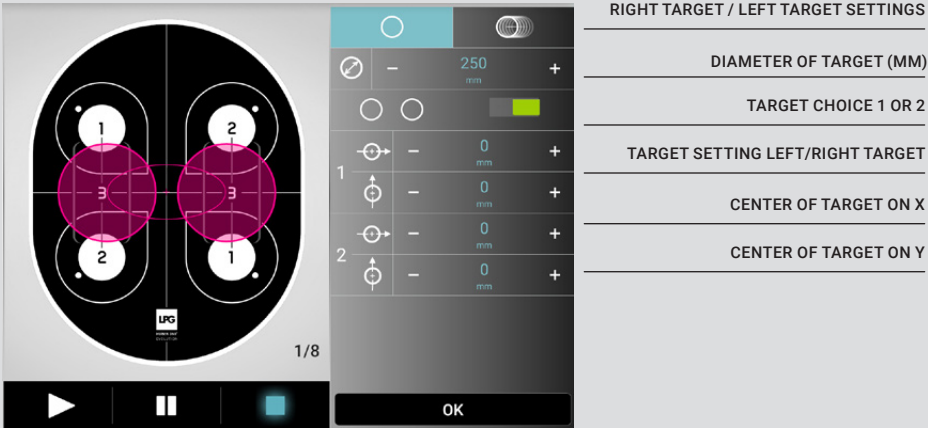 1
2
3
3
2
1
LPG
1/8
250
mm
1
0
mm
0
mm
2
0
mm
0
mm
OK
RIGHT TARGET / LEFT TARGET SETTINGS
DIAMETER OF TARGET (MM)
TARGET CHOICE 1 OR 2
TARGET SETTING LEFT/RIGHT TARGET
CENTER OF TARGET ON X
CENTER OF TARGET ON Y